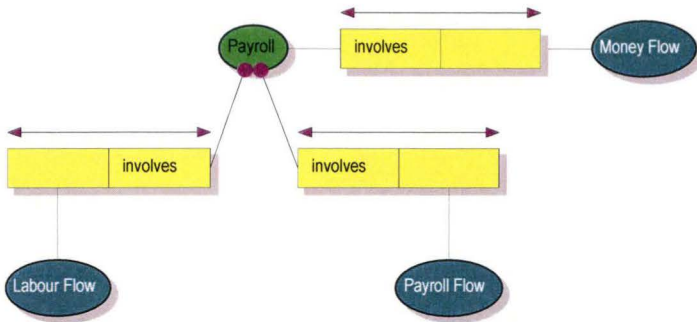 Payroll
involves
Money Flow
involves
involves
Labour Flow
Payroll Flow